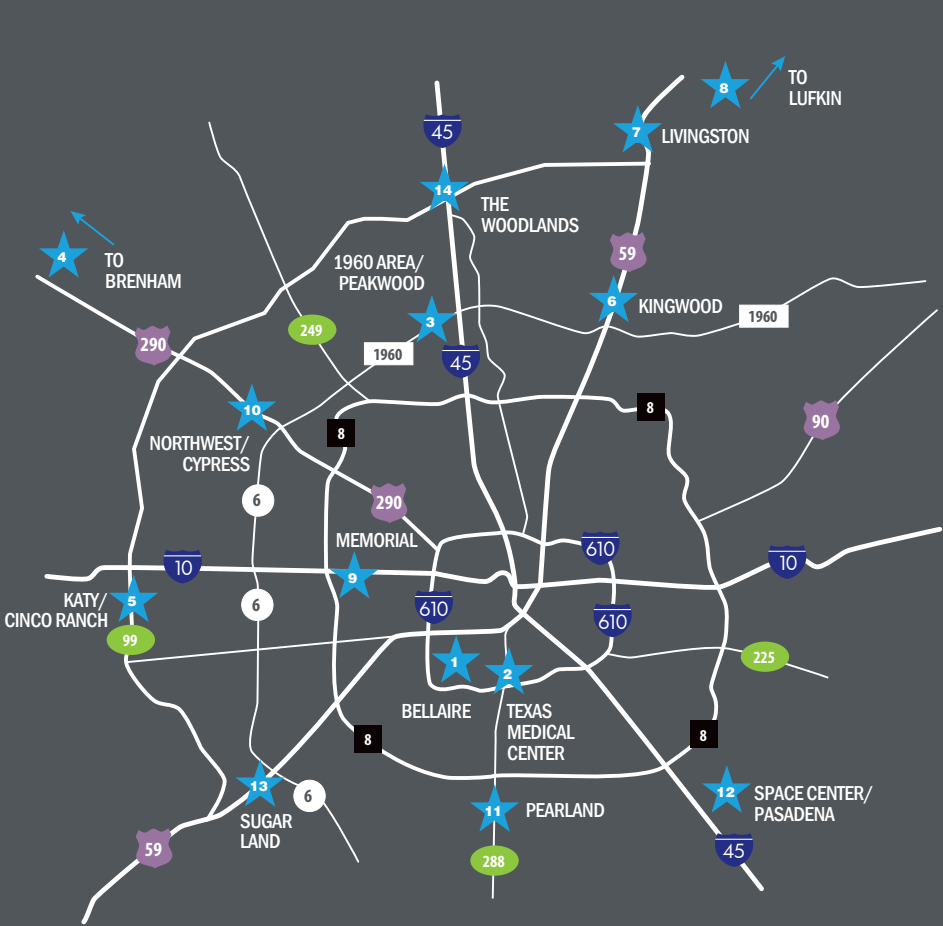 8
TO
LUFKIN
45
7
LIVINGSTON
14
THE
WOODLANDS
4
TO
BRENHAM
59
1960 AREA/
PEAKWOOD
6
KINGWOOD
1960
3
249
290
1960
45
10
8
8
90
NORTHWEST/
CYPRESS
6
290
MEMORIAL
610
10
10
9
KATY/
CINCO RANCH
5
6
610
610
99
1
2
225
BELLAIRE
TEXAS
MEDICAL
CENTER
8
8
13
6
12
SPACE CENTER/
PASADENA
11
PEARLAND
SUGAR
LAND
59
45
288